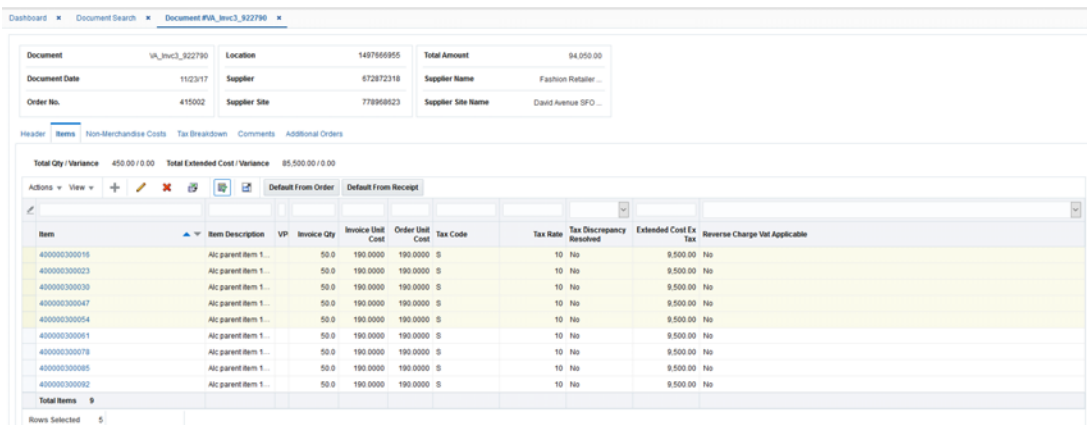 Dashboard × Document Search × Document #VA_Invc3_922790 ×
Document VA_Invc3_922790 Location 1497666955 Total Amount 94,050.00
Document Date 11/23/17 Supplier 672872318 Supplier Name Fashion Retailer...
Order No. 415002 Supplier Site 778968623 Supplier Site Name David Avenue SFO ...
Header Items Non-Merchandise Costs Tax Breakdown Comments Additional Orders
Total Qty / Variance 450.00 / 0.00 Total Extended Cost / Variance 85,500.00 / 0.00
Actions View Default From Order Default From Receipt
Item Item Description VP Invoice Qty Invoice Unit Cost Order Unit Cost Tax Code Tax Rate Tax Discrepancy Resolved Extended Cost Ex Tax Reverse Charge Vat Applicable
400000300016 Alc parent item 1... 50.0 190.0000 190.0000 S 10 No 9,500.00 No
400000300023 Alc parent item 1... 50.0 190.0000 190.0000 S 10 No 9,500.00 No
400000300030 Alc parent item 1... 50.0 190.0000 190.0000 S 10 No 9,500.00 No
400000300047 Alc parent item 1... 50.0 190.0000 190.0000 S 10 No 9,500.00 No
400000300054 Alc parent item 1... 50.0 190.0000 190.0000 S 10 No 9,500.00 No
400000300061 Alc parent item 1... 50.0 190.0000 190.0000 S 10 No 9,500.00 No
400000300078 Alc parent item 1... 50.0 190.0000 190.0000 S 10 No 9,500.00 No
400000300085 Alc parent item 1... 50.0 190.0000 190.0000 S 10 No 9,500.00 No
400000300092 Alc parent item 1... 50.0 190.0000 190.0000 S 10 No 9,500.00 No
Total Items 9
Rows Selected 5